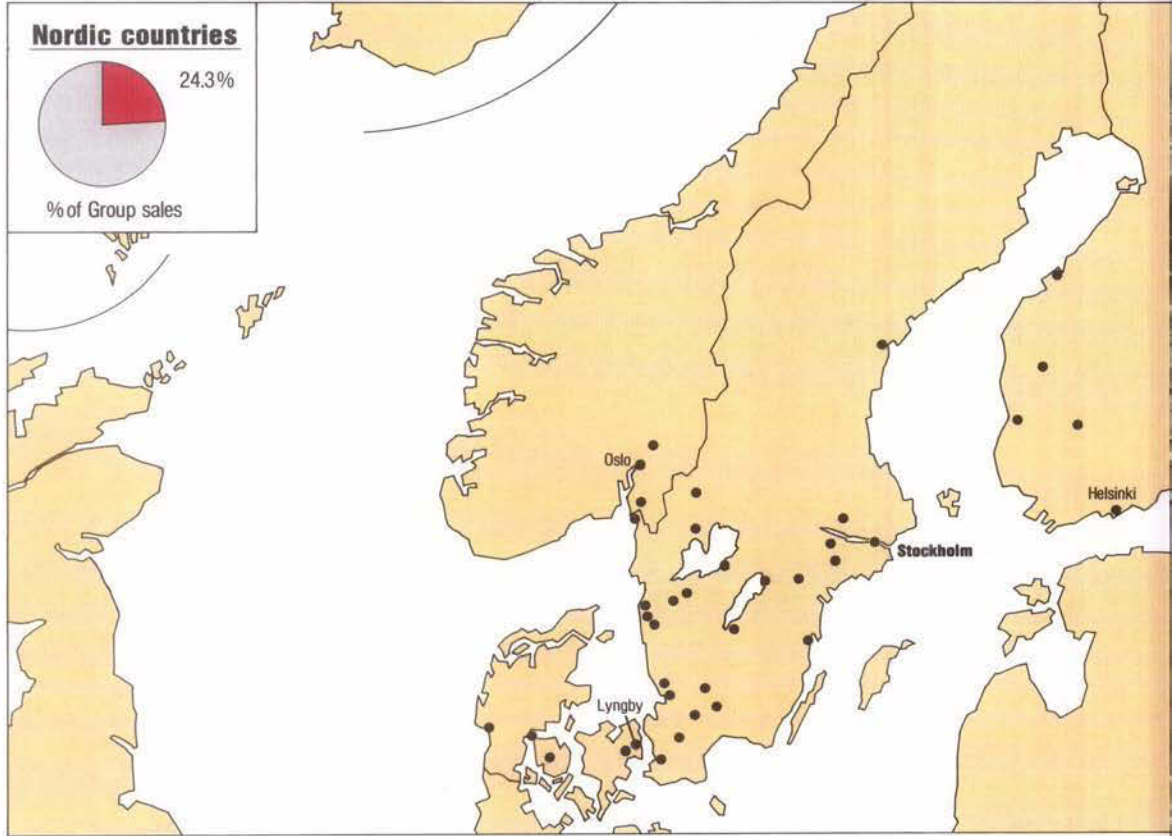 Nordic countries
24.3%
% of Group sales
Oslo
Helsinki
Stockholm
Lyngby